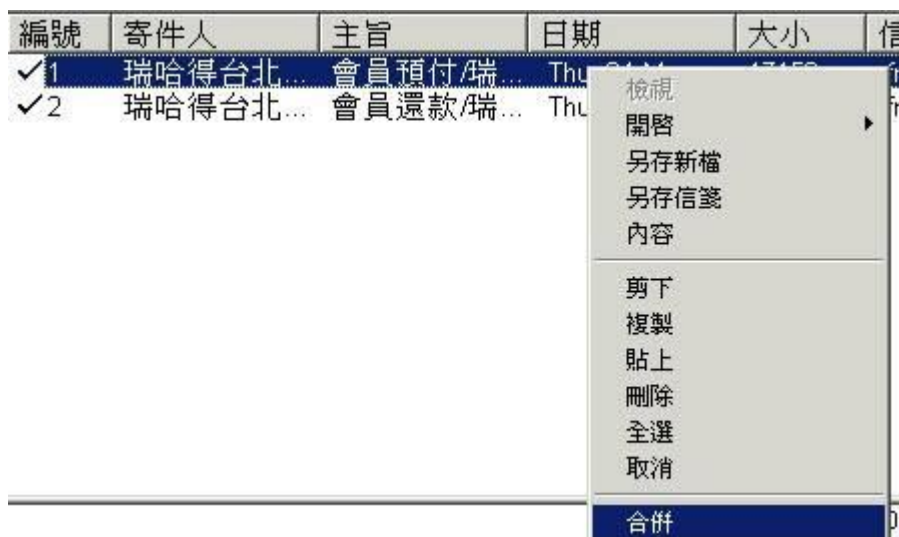 編號 寄件人 主旨 日期 大小
✓1 瑞哈得台北... 會員預付/瑞... Thu
✓2 瑞哈得台北... 會員還款/瑞... Thu
檢視
開啓
另存新檔
另存信箋
內容
剪下
複製
貼上
刪除
全選
取消
合併